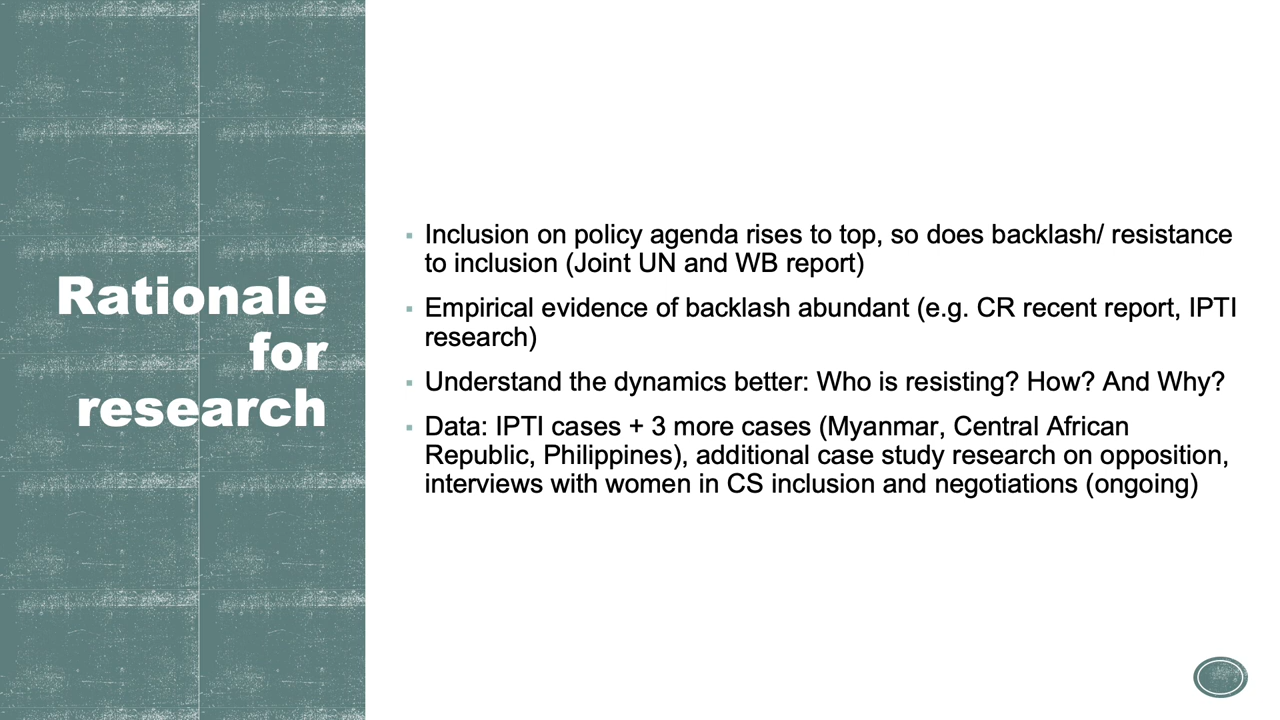 Rationale
for
research
▪ Inclusion on policy agenda rises to top, so does backlash/ resistance
to inclusion (Joint UN and WB report)
▪ Empirical evidence of backlash abundant (e.g. CR recent report, IPTI
research)
▪ Understand the dynamics better: Who is resisting? How? And Why?
▪ Data: IPTI cases + 3 more cases (Myanmar, Central African
Republic, Philippines), additional case study research on opposition,
interviews with women in CS inclusion and negotiations (ongoing)